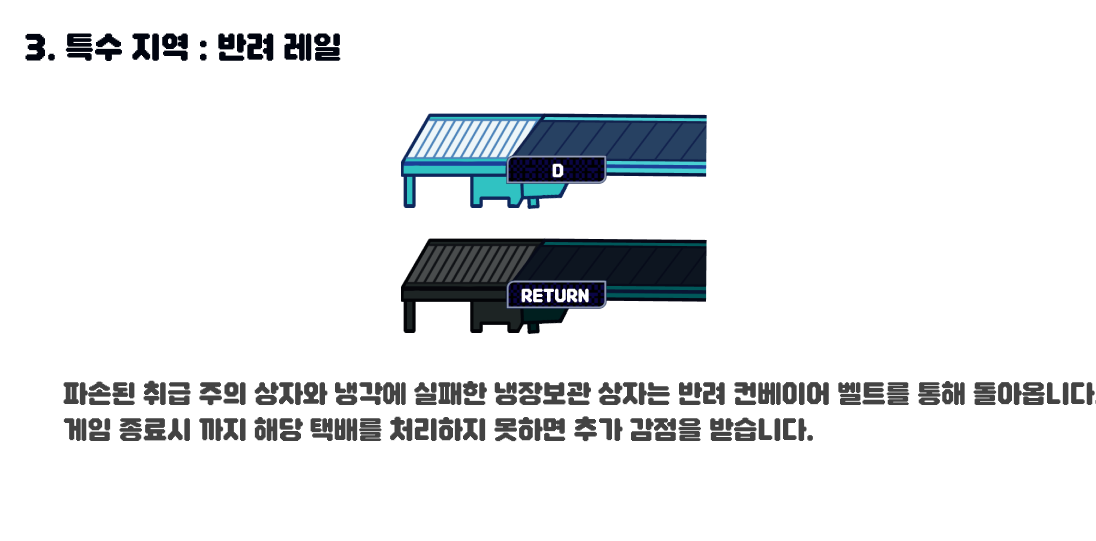 3. 특수 지역 : 반려 레일
D
RETURN
파손된 취급 주의 상자와 냉각에 실패한 냉장보관 상자는 반려 컨베이어 벨트를 통해 돌아옵니다.
게임 종료시 까지 해당 택배를 처리하지 못하면 추가 감점을 받습니다.